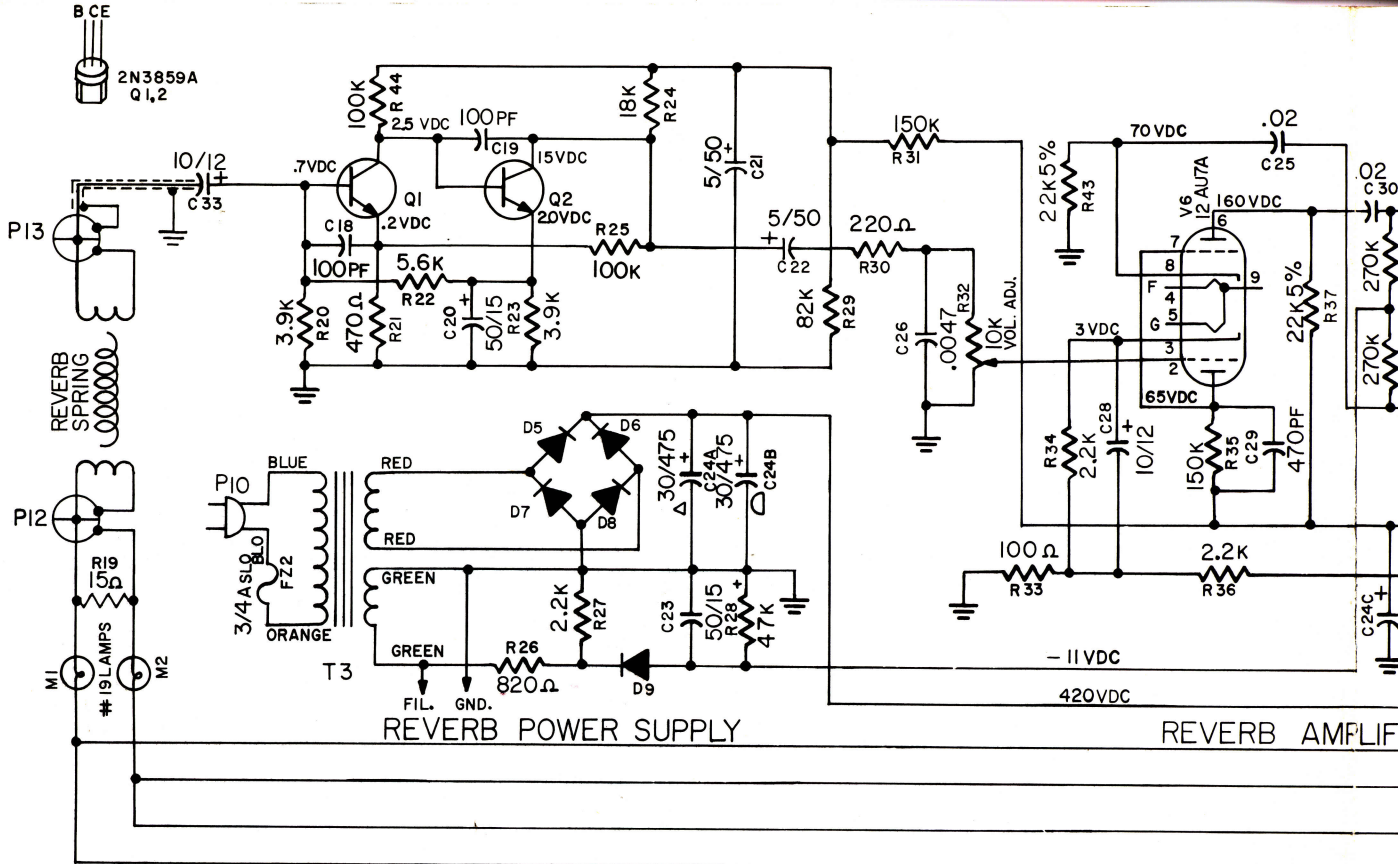 B C E
2N3859A
Q1,2
100K
R44
2.5 VDC
100PF
C19
18K
R24
5/50
+
C21
150K
R31
70VDC
.02
C25
22K5%
R43
V6
12AU7A
160VDC
.02
C30
10/12
+
C33
.7VDC
Q1
.2VDC
15VDC
Q2
2.0VDC
P13
C18
100PF
R25
100K
5/50
+
C22
220Ω
R30
6
7
8
9
F
4
5
G
3
2
22K5%
R37
270K
270K
5.6K
R22
3.9K
R20
470Ω
R21
+
C20
50/15
R23
3.9K
82K
R29
C26
.0047
R32
10K
VOL. ADJ.
3VDC
65VDC
REVERB
SPRING
D5
D6
D7
D8
30/475
+
C24A
30/475
+
C24B
R34
2.2K
C28
+
10/12
150K
R35
C29
470PF
P10
BLUE
RED
RED
P12
R19
15Ω
3/4 A SLO
BLO
FZ2
ORANGE
GREEN
GREEN
T3
2.2K
R27
C23
50/15
+
R28
47K
100Ω
R33
2.2K
R36
C24C
+
M1
#19 LAMPS
M2
R26
820Ω
D9
FIL.
GND.
-11VDC
420VDC
REVERB POWER SUPPLY
REVERB AMPLIF